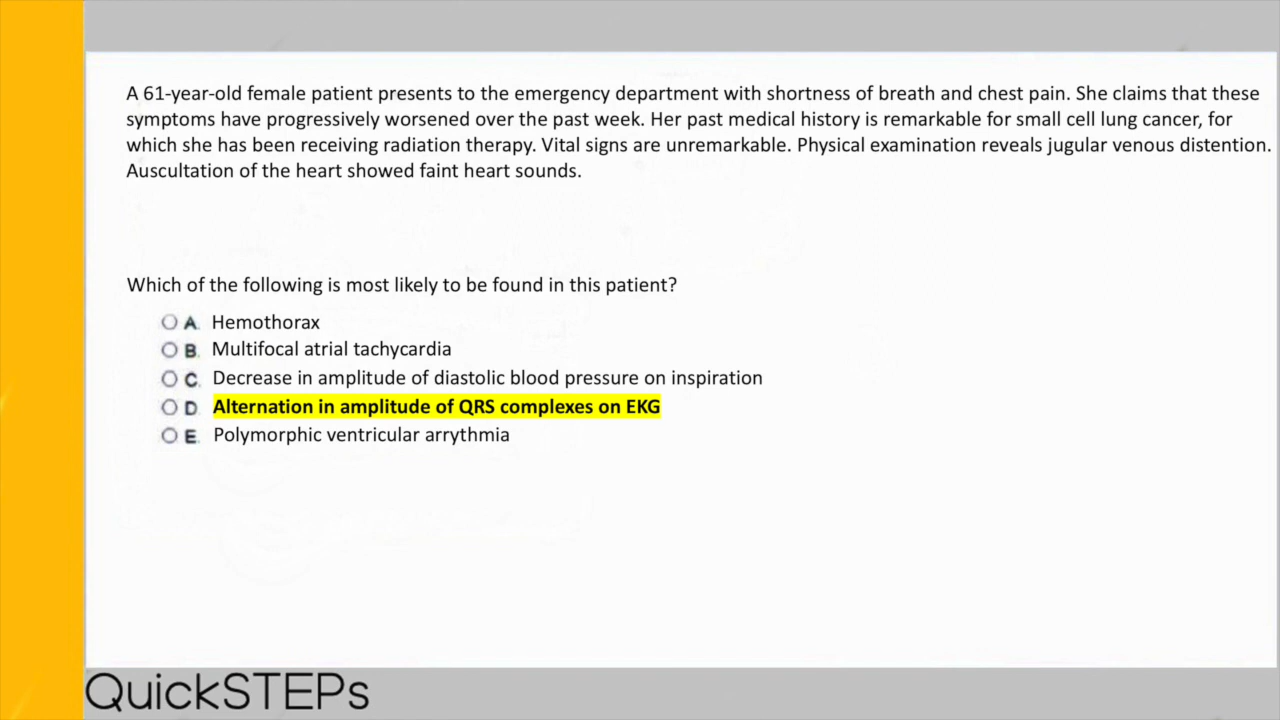 A 61-year-old female patient presents to the emergency department with shortness of breath and chest pain. She claims that these
symptoms have progressively worsened over the past week. Her past medical history is remarkable for small cell lung cancer, for
which she has been receiving radiation therapy. Vital signs are unremarkable. Physical examination reveals jugular venous distention.
Auscultation of the heart showed faint heart sounds.
Which of the following is most likely to be found in this patient?
A. Hemothorax
B. Multifocal atrial tachycardia
C. Decrease in amplitude of diastolic blood pressure on inspiration
D. Alternation in amplitude of QRS complexes on EKG
E. Polymorphic ventricular arrythmia
QuickSTEPs